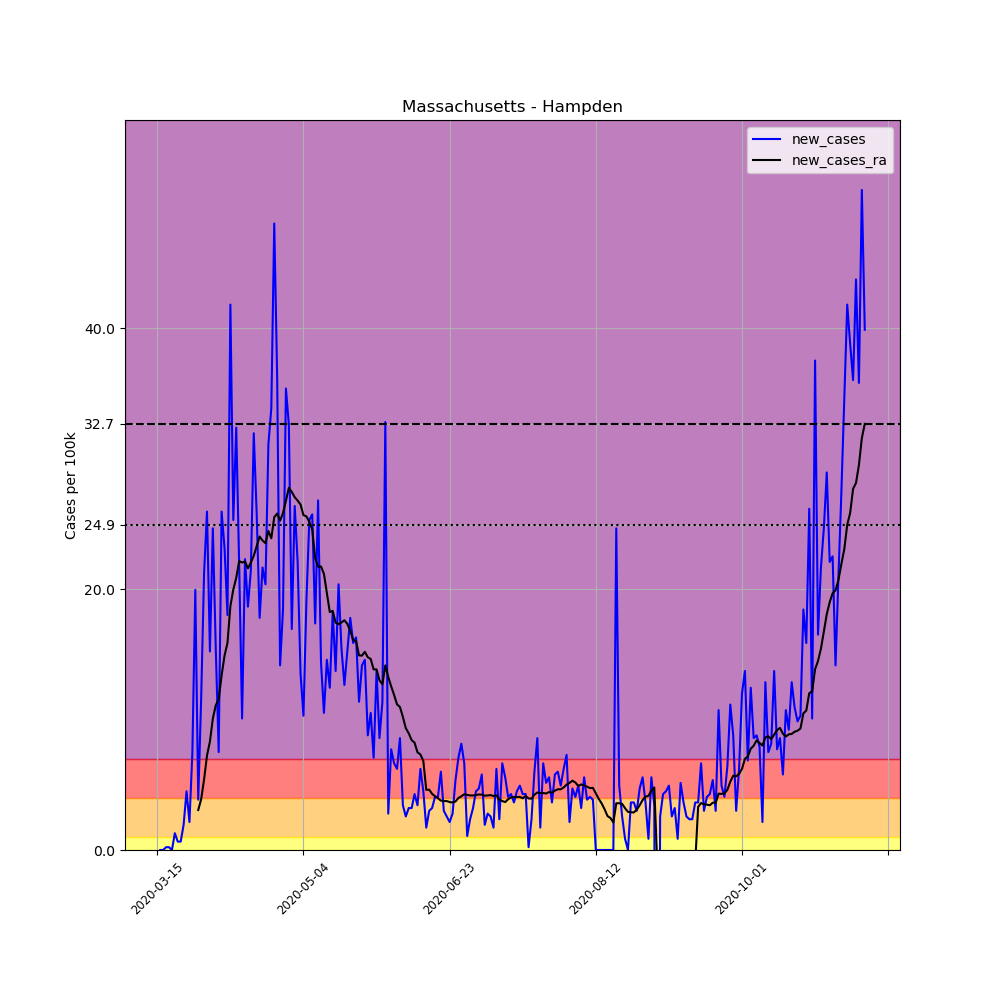 Massachusetts - Hampden
new_cases
new_cases_ra
Cases per 100k
40.0
32.7
24.9
20.0
0.0
2020-03-15
2020-05-04
2020-06-23
2020-08-12
2020-10-01